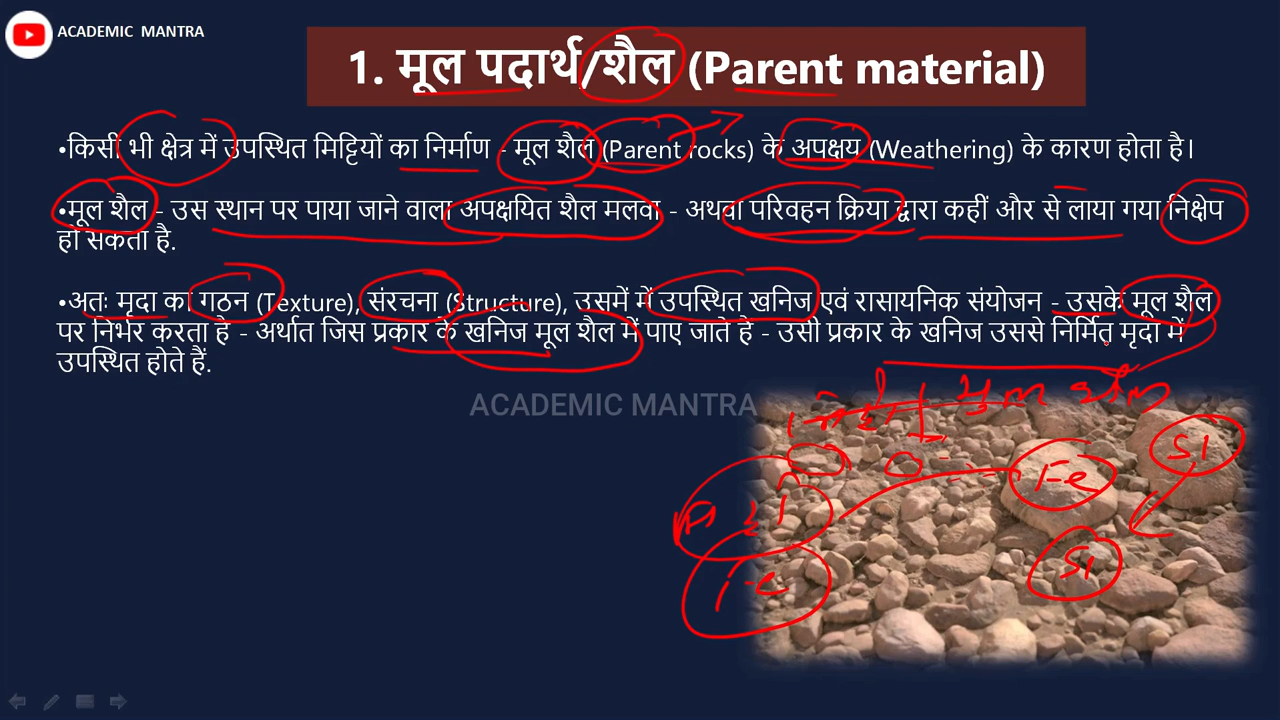 ACADEMIC MANTRA
1. मूल पदार्थ/शैल (Parent material)
•किसी भी क्षेत्र में उपस्थित मिट्टियों का निर्माण - मूल शैल (Parent rocks) के अपक्षय (Weathering) के कारण होता है।
•मूल शैल - उस स्थान पर पाया जाने वाला अपक्षयित शैल मलवा - अथवा परिवहन क्रिया द्वारा कहीं और से लाया गया निक्षेप
हो सकता है.
•अतः मृदा का गठन (Texture), संरचना (Structure), उसमें में उपस्थित खनिज एवं रासायनिक संयोजन - उसके मूल शैल
पर निर्भर करता है - अर्थात जिस प्रकार के खनिज मूल शैल में पाए जाते है - उसी प्रकार के खनिज उससे निर्मित मृदा में
उपस्थित होते हैं.
मूल शैल
ACADEMIC MANTRA
Si
Fe
Si
Fe